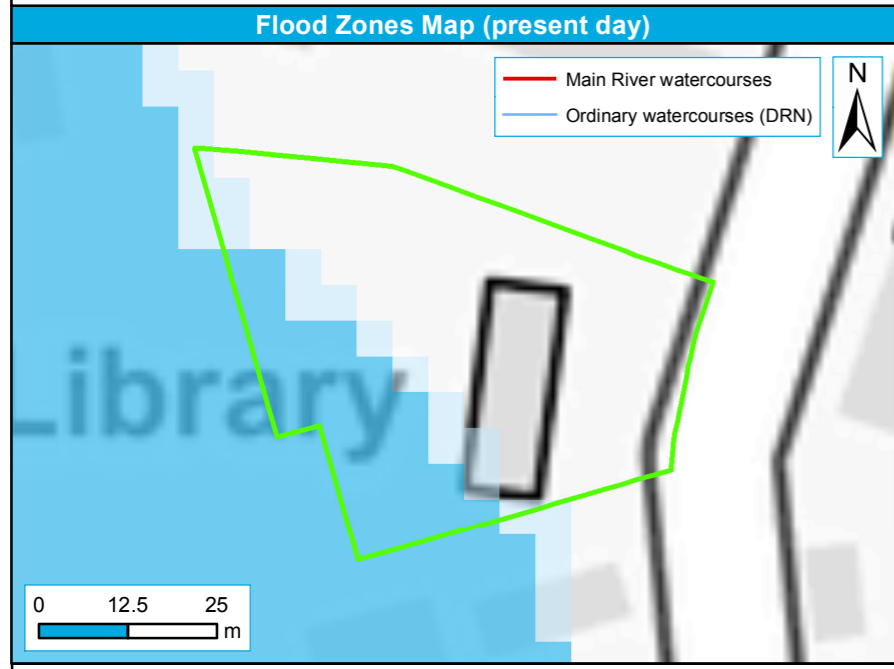 Flood Zones Map (present day)
Main River watercourses
Ordinary watercourses (DRN)
N
Library
0 12.5 25
m